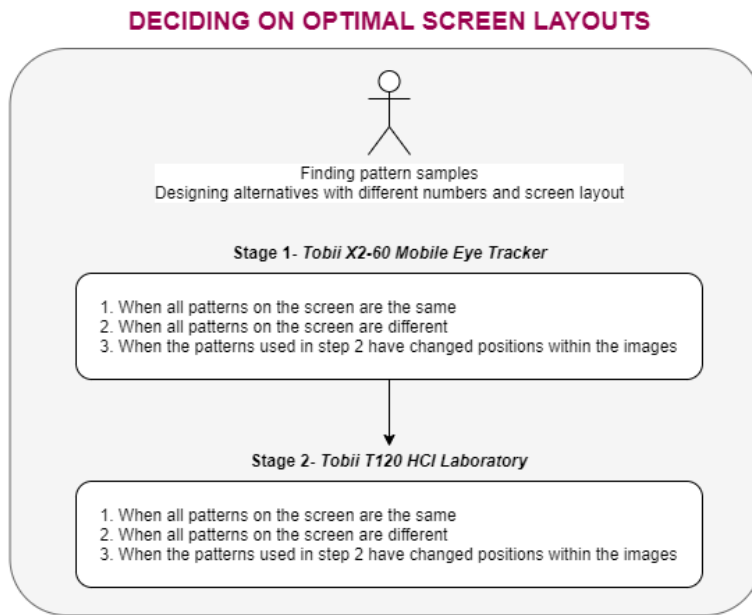 DECIDING ON OPTIMAL SCREEN LAYOUTS
Finding pattern samples
Designing alternatives with different numbers and screen layout
Stage 1- Tobii X2-60 Mobile Eye Tracker
1. When all patterns on the screen are the same
2. When all patterns on the screen are different
3. When the patterns used in step 2 have changed positions within the images
Stage 2- Tobii T120 HCI Laboratory
1. When all patterns on the screen are the same
2. When all patterns on the screen are different
3. When the patterns used in step 2 have changed positions within the images